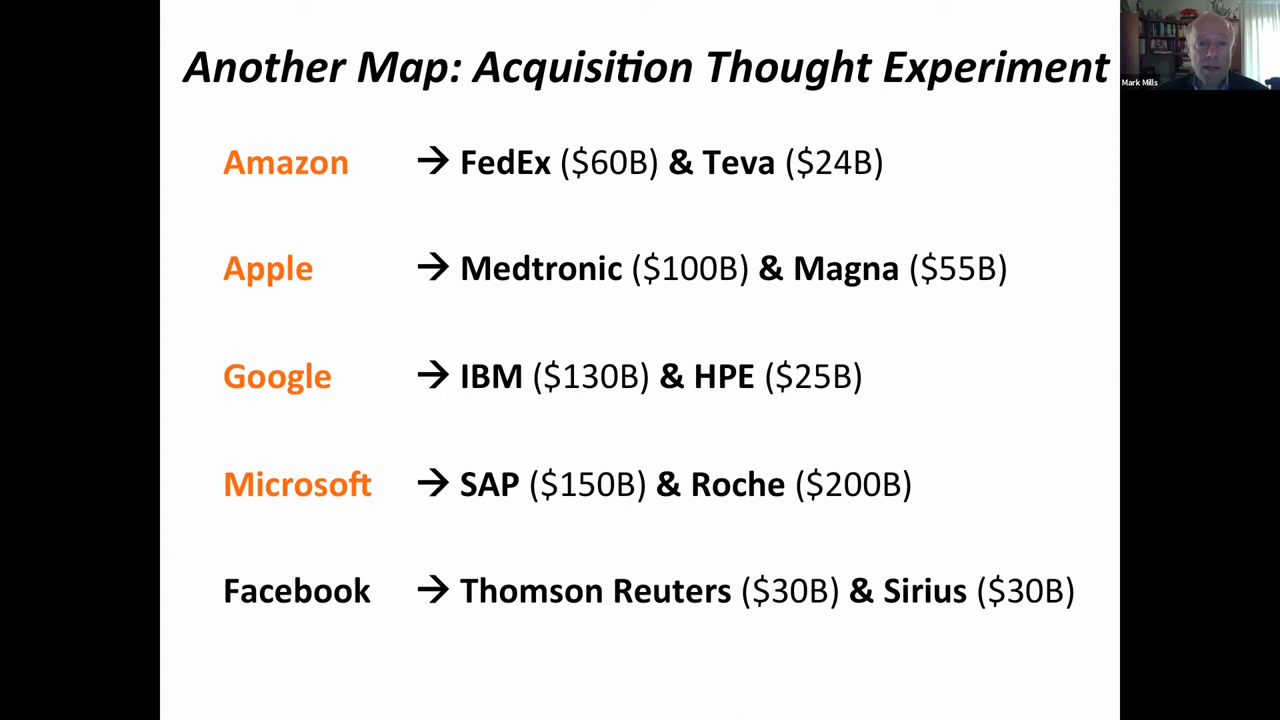 Another Map: Acquisition Thought Experiment
Mark Mills
Amazon → FedEx ($60B) & Teva ($24B)
Apple → Medtronic ($100B) & Magna ($55B)
Google → IBM ($130B) & HPE ($25B)
Microsoft → SAP ($150B) & Roche ($200B)
Facebook → Thomson Reuters ($30B) & Sirius ($30B)